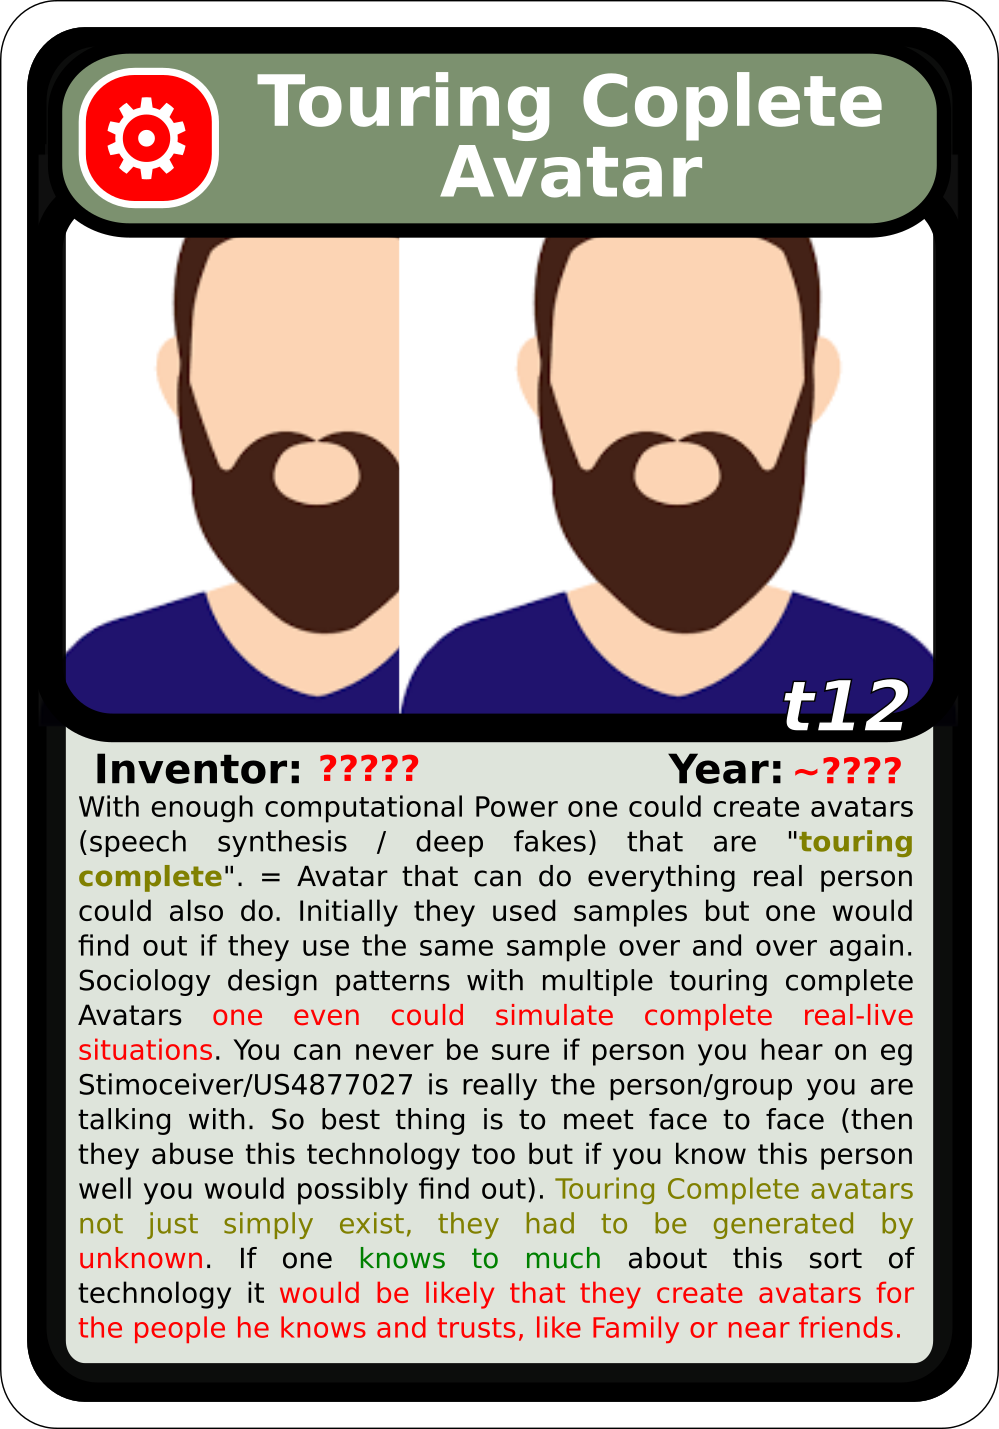 Touring Coplete
Avatar
t12
Inventor: ?????
Year: ~????
With enough computational Power one could create avatars
(speech synthesis / deep fakes) that are "touring
complete". = Avatar that can do everything real person
could also do. Initially they used samples but one would
find out if they use the same sample over and over again.
Sociology design patterns with multiple touring complete
Avatars one even could simulate complete real-live
situations. You can never be sure if person you hear on eg
Stimoceiver/US4877027 is really the person/group you are
talking with. So best thing is to meet face to face (then
they abuse this technology too but if you know this person
well you would possibly find out). Touring Complete avatars
not just simply exist, they had to be generated by
unknown. If one knows to much about this sort of
technology it would be likely that they create avatars for
the people he knows and trusts, like Family or near friends.